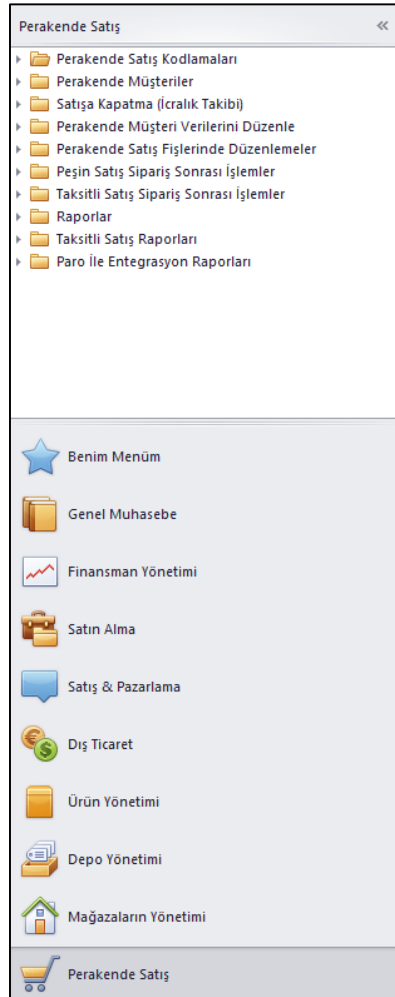 Perakende Satış
Perakende Satış Kodlamaları
Perakende Müşteriler
Satışa Kapatma (İcralık Takibi)
Perakende Müşteri Verilerini Düzenle
Perakende Satış Fişlerinde Düzenlemeler
Peşin Satış Sipariş Sonrası İşlemler
Taksitli Satış Sipariş Sonrası İşlemler
Raporlar
Taksitli Satış Raporları
Paro İle Entegrasyon Raporları
Benim Menüm
Genel Muhasebe
Finansman Yönetimi
Satın Alma
Satış & Pazarlama
Dış Ticaret
Ürün Yönetimi
Depo Yönetimi
Mağazaların Yönetimi
Perakende Satış